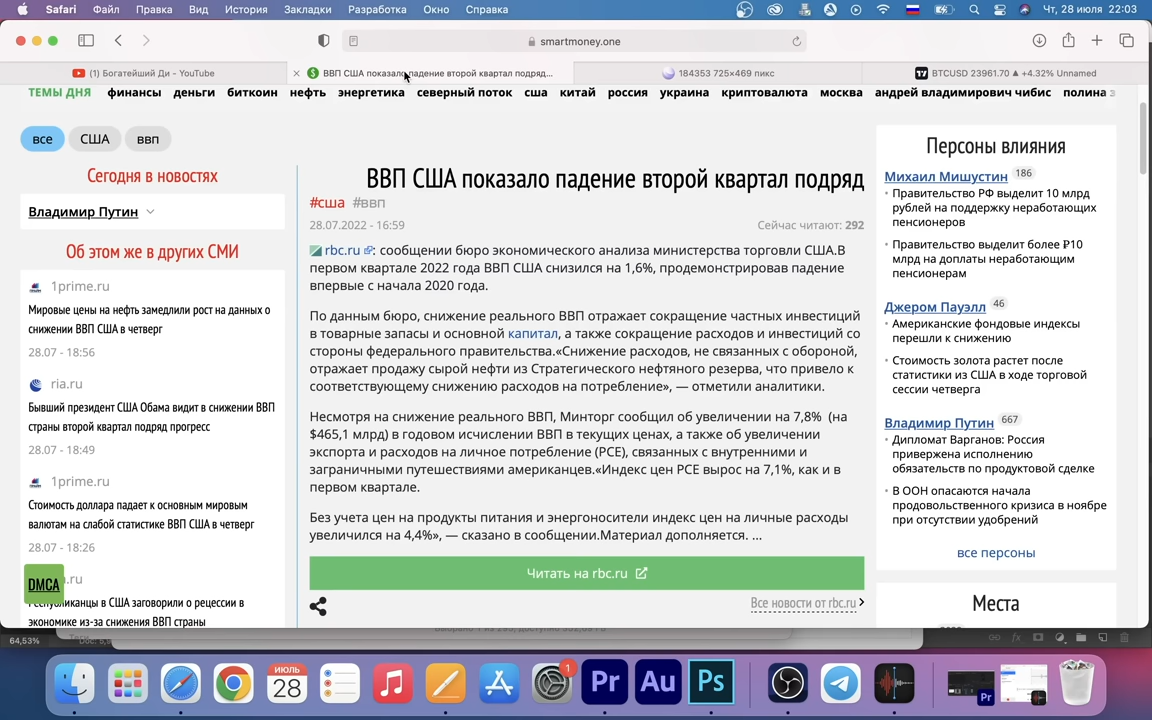 Safari Файл Правка Вид История Закладки Разработка Окно Справка
Чт, 28 июля 22:03
smartmoney.one
(1) Богатейший Ди - YouTube
ВВП США показало падение второй квартал подряд...
184353 725×469 пикс
BTCUSD 23961.70 ▲ +4.32% Unnamed
ТЕМЫ ДНЯ финансы деньги биткоин нефть энергетика северный поток сша китай россия украина криптовалюта москва андрей владимирович чибис полина
все США ввп
Сегодня в новостях
Владимир Путин
Об этом же в других СМИ
1prime.ru
Мировые цены на нефть замедлили рост на данных о
снижении ВВП США в четверг
28.07 - 18:56
ria.ru
Бывший президент США Обама видит в снижении ВВП
страны второй квартал подряд прогресс
28.07 - 18:49
1prime.ru
Стоимость доллара падает к основным мировым
валютам на слабой статистике ВВП США в четверг
28.07 - 18:26
DMCA
.ru
Республиканцы в США заговорили о рецессии в
экономике из-за снижения ВВП страны
ВВП США показало падение второй квартал подряд
#сша #ввп
28.07.2022 - 16:59
Сейчас читают: 292
rbc.ru: сообщении бюро экономического анализа министерства торговли США.В
первом квартале 2022 года ВВП США снизился на 1,6%, продемонстрировав падение
впервые с начала 2020 года.
По данным бюро, снижение реального ВВП отражает сокращение частных инвестиций
в товарные запасы и основной капитал, а также сокращение расходов и инвестиций со
стороны федерального правительства.«Снижение расходов, не связанных с обороной,
отражает продажу сырой нефти из Стратегического нефтяного резерва, что привело к
соответствующему снижению расходов на потребление», — отметили аналитики.
Несмотря на снижение реального ВВП, Минторг сообщил об увеличении на 7,8% (на
$465,1 млрд) в годовом исчислении ВВП в текущих ценах, а также об увеличении
экспорта и расходов на личное потребление (PCE), связанных с внутренними и
заграничными путешествиями американцев.«Индекс цен PCE вырос на 7,1%, как и в
первом квартале.
Без учета цен на продукты питания и энергоносители индекс цен на личные расходы
увеличился на 4,4%», — сказано в сообщении.Материал дополняется. ...
Читать на rbc.ru
Все новости от rbc.ru
Персоны влияния
Михаил Мишустин 186
Правительство РФ выделит 10 млрд
рублей на поддержку неработающих
пенсионеров
Правительство выделит более ₽10
млрд на доплаты неработающим
пенсионерам
Джером Пауэлл 46
Американские фондовые индексы
перешли к снижению
Стоимость золота растет после
статистики из США в ходе торговой
сессии четверга
Владимир Путин 667
Дипломат Варганов: Россия
привержена исполнению
обязательств по продуктовой сделке
В ООН опасаются начала
продовольственного кризиса в ноябре
при отсутствии удобрений
все персоны
Места
64,53%
ИЮЛЬ
28
1
Pr Au Ps
Pr